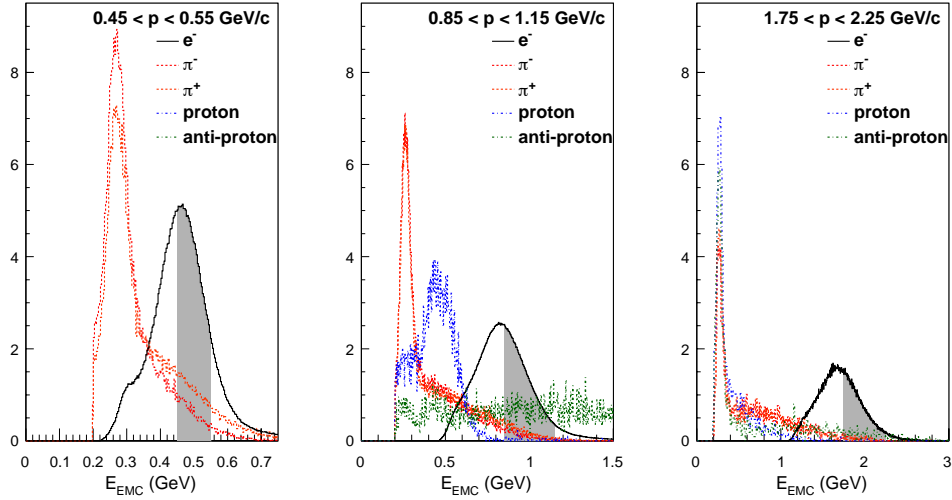 0.45 < p < 0.55 GeV/c
e-
π-
π+
proton
anti-proton
8
6
4
2
0
0 0.1 0.2 0.3 0.4 0.5 0.6 0.7
E_EMC (GeV)
0.85 < p < 1.15 GeV/c
e-
π-
π+
proton
anti-proton
8
6
4
2
0
0 0.5 1 1.5
E_EMC (GeV)
1.75 < p < 2.25 GeV/c
e-
π-
π+
proton
anti-proton
8
6
4
2
0
0 1 2 3
E_EMC (GeV)